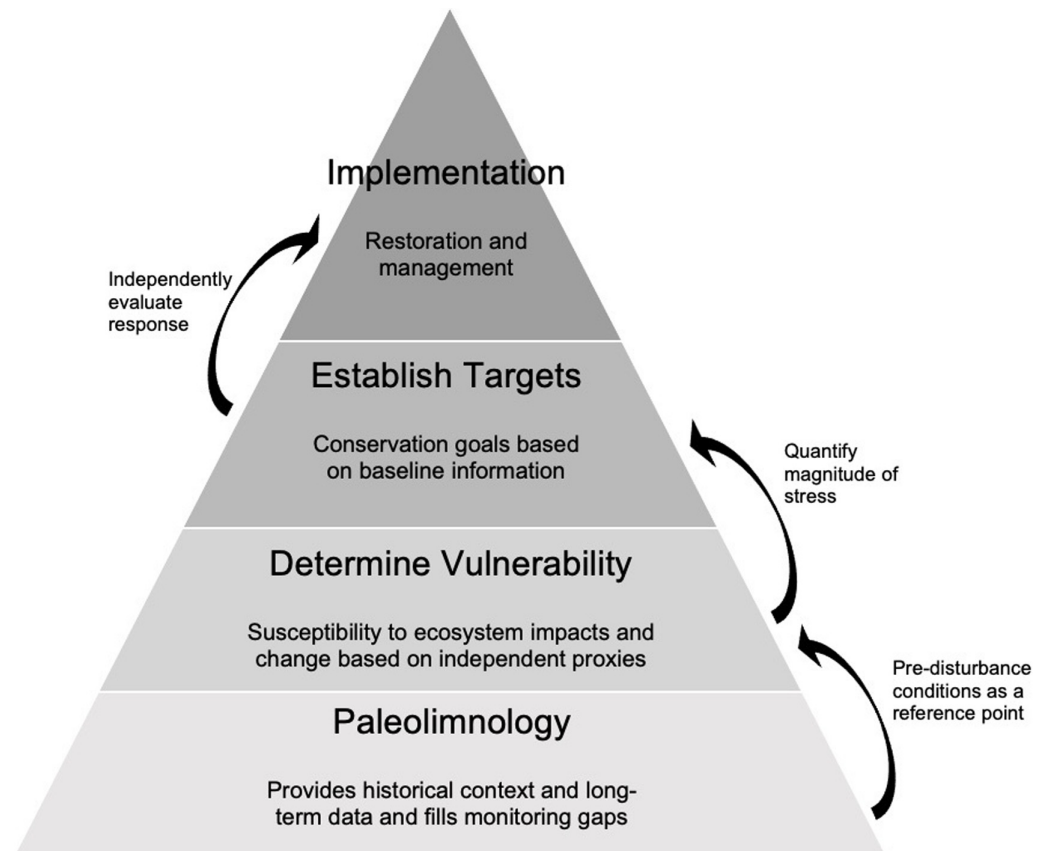 Implementation
Restoration and
management
Independently
evaluate
response
Establish Targets
Conservation goals based
on baseline information
Quantify
magnitude of
stress
Determine Vulnerability
Susceptibility to ecosystem impacts and
change based on independent proxies
Pre-disturbance
conditions as a
reference point
Paleolimnology
Provides historical context and long-
term data and fills monitoring gaps